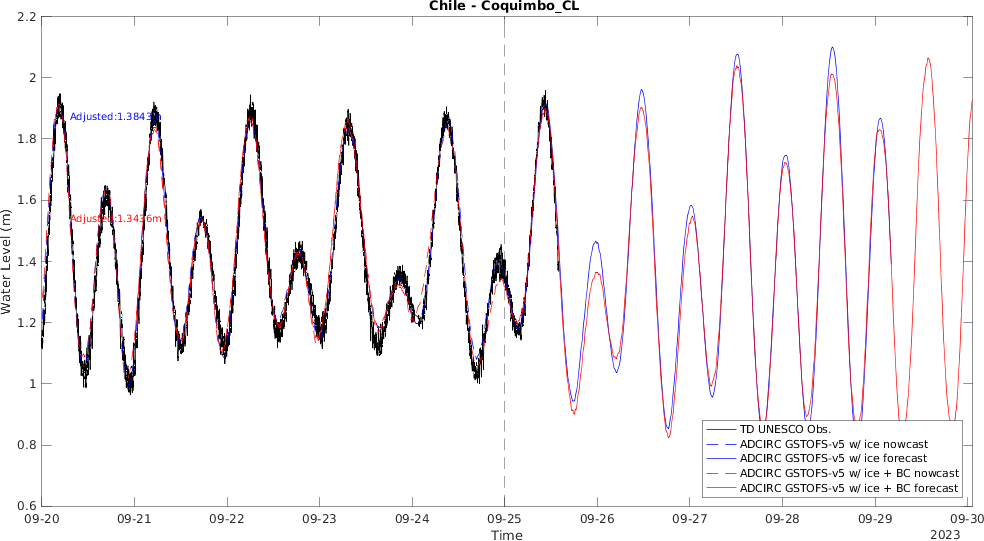 Chile - Coquimbo_CL
2.2
2
1.8
1.6
1.4
1.2
1
0.8
0.6
Water Level (m)
Adjusted:1.3843m
Adjusted:1.3436m
TD UNESCO Obs.
ADCIRC GSTOFS-v5 w/ ice nowcast
ADCIRC GSTOFS-v5 w/ ice forecast
ADCIRC GSTOFS-v5 w/ ice + BC nowcast
ADCIRC GSTOFS-v5 w/ ice + BC forecast
09-20 09-21 09-22 09-23 09-24 09-25 09-26 09-27 09-28 09-29 09-30
Time
2023